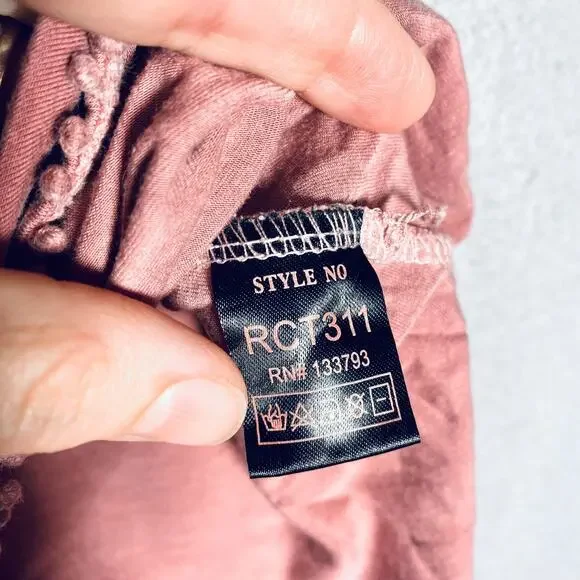 STYLE NO
RCT311
RN# 133793